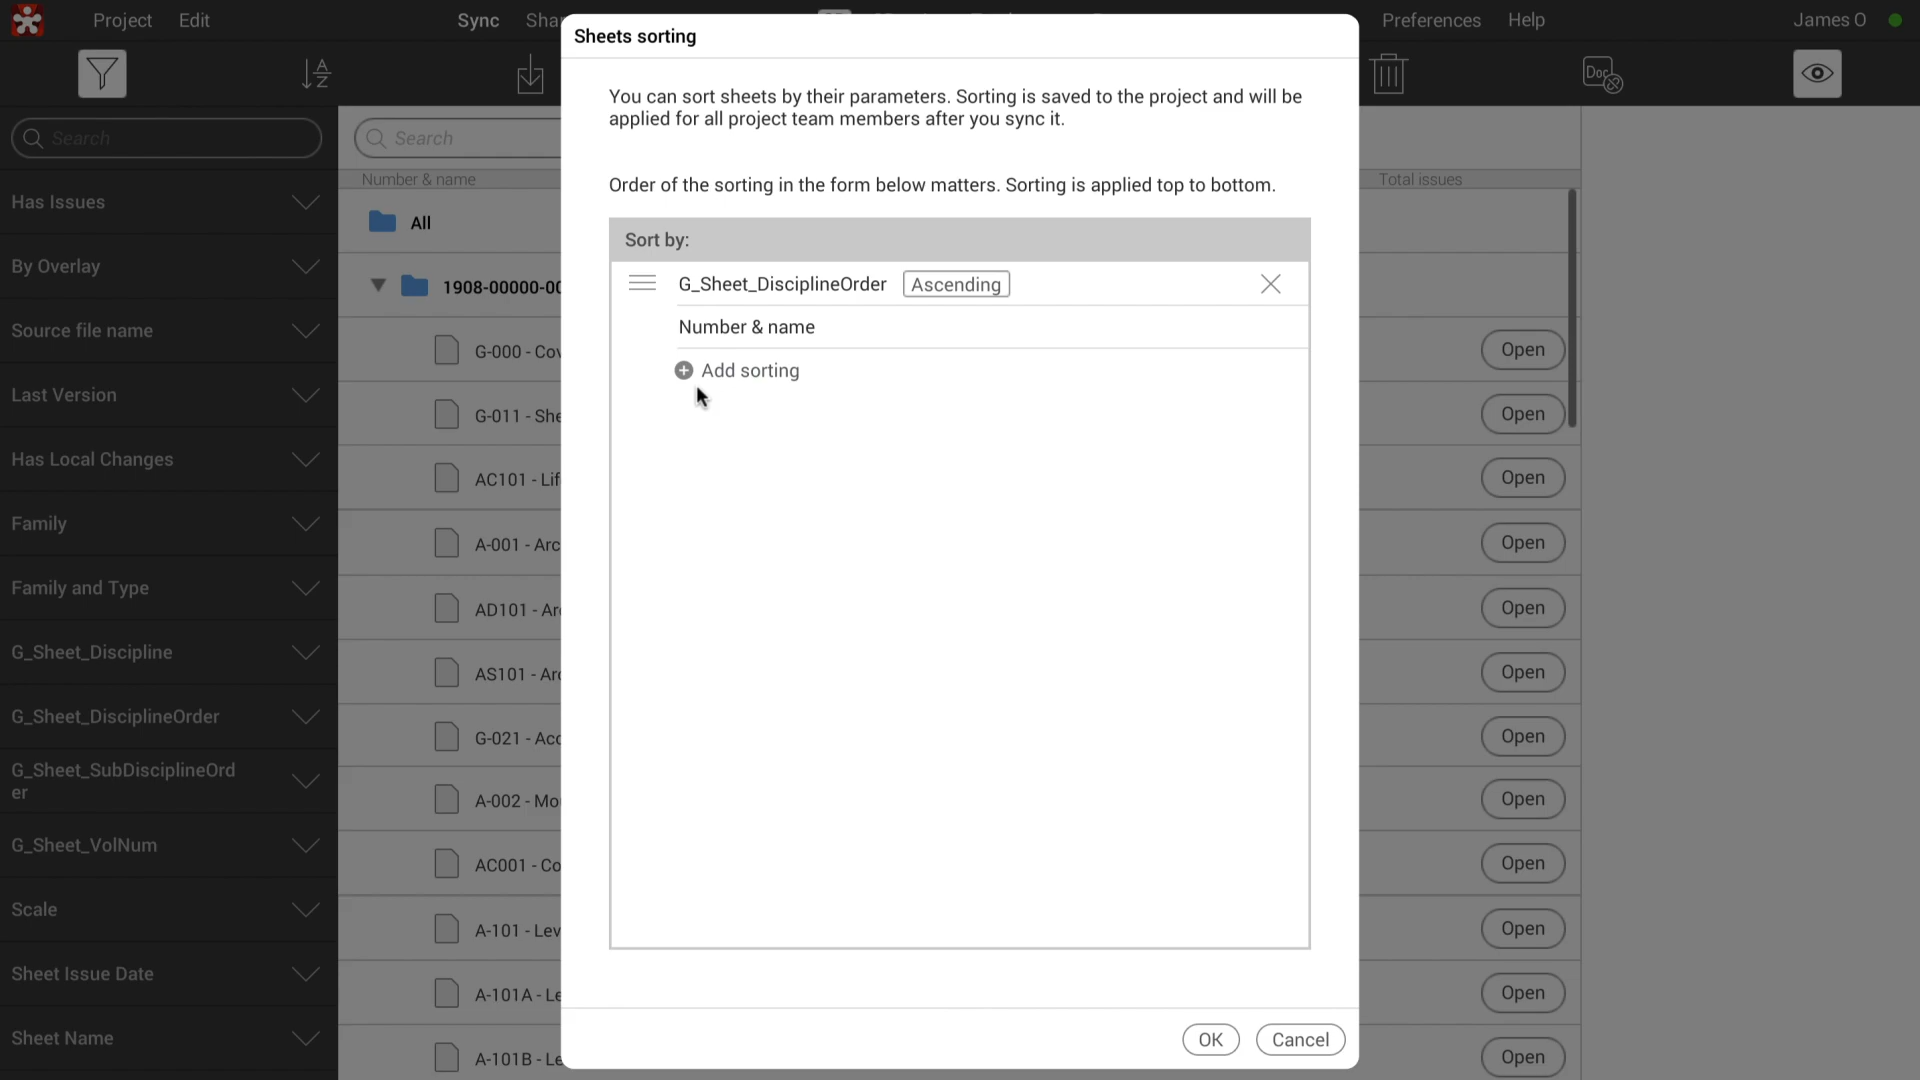 Project Edit Sync Preferences Help James O
Sheets sorting
You can sort sheets by their parameters. Sorting is saved to the project and will be
applied for all project team members after you sync it.
Order of the sorting in the form below matters. Sorting is applied top to bottom.
Sort by:
G_Sheet_DisciplineOrder Ascending
Number & name
Add sorting
OK Cancel
Doc
Search
Has Issues
By Overlay
Source file name
Last Version
Has Local Changes
Family
Family and Type
G_Sheet_Discipline
G_Sheet_DisciplineOrder
G_Sheet_SubDisciplineOrd
er
G_Sheet_VolNum
Scale
Sheet Issue Date
Sheet Name
Search
Number & name Total issues
All
1908-00000-00
G-000 - Cov Open
G-011 - She Open
AC101 - Lif Open
A-001 - Arc Open
AD101 - Ar Open
AS101 - Arc Open
G-021 - Acc Open
A-002 - Mo Open
AC001 - Co Open
A-101 - Lev Open
A-101A - Le Open
A-101B - Le Open